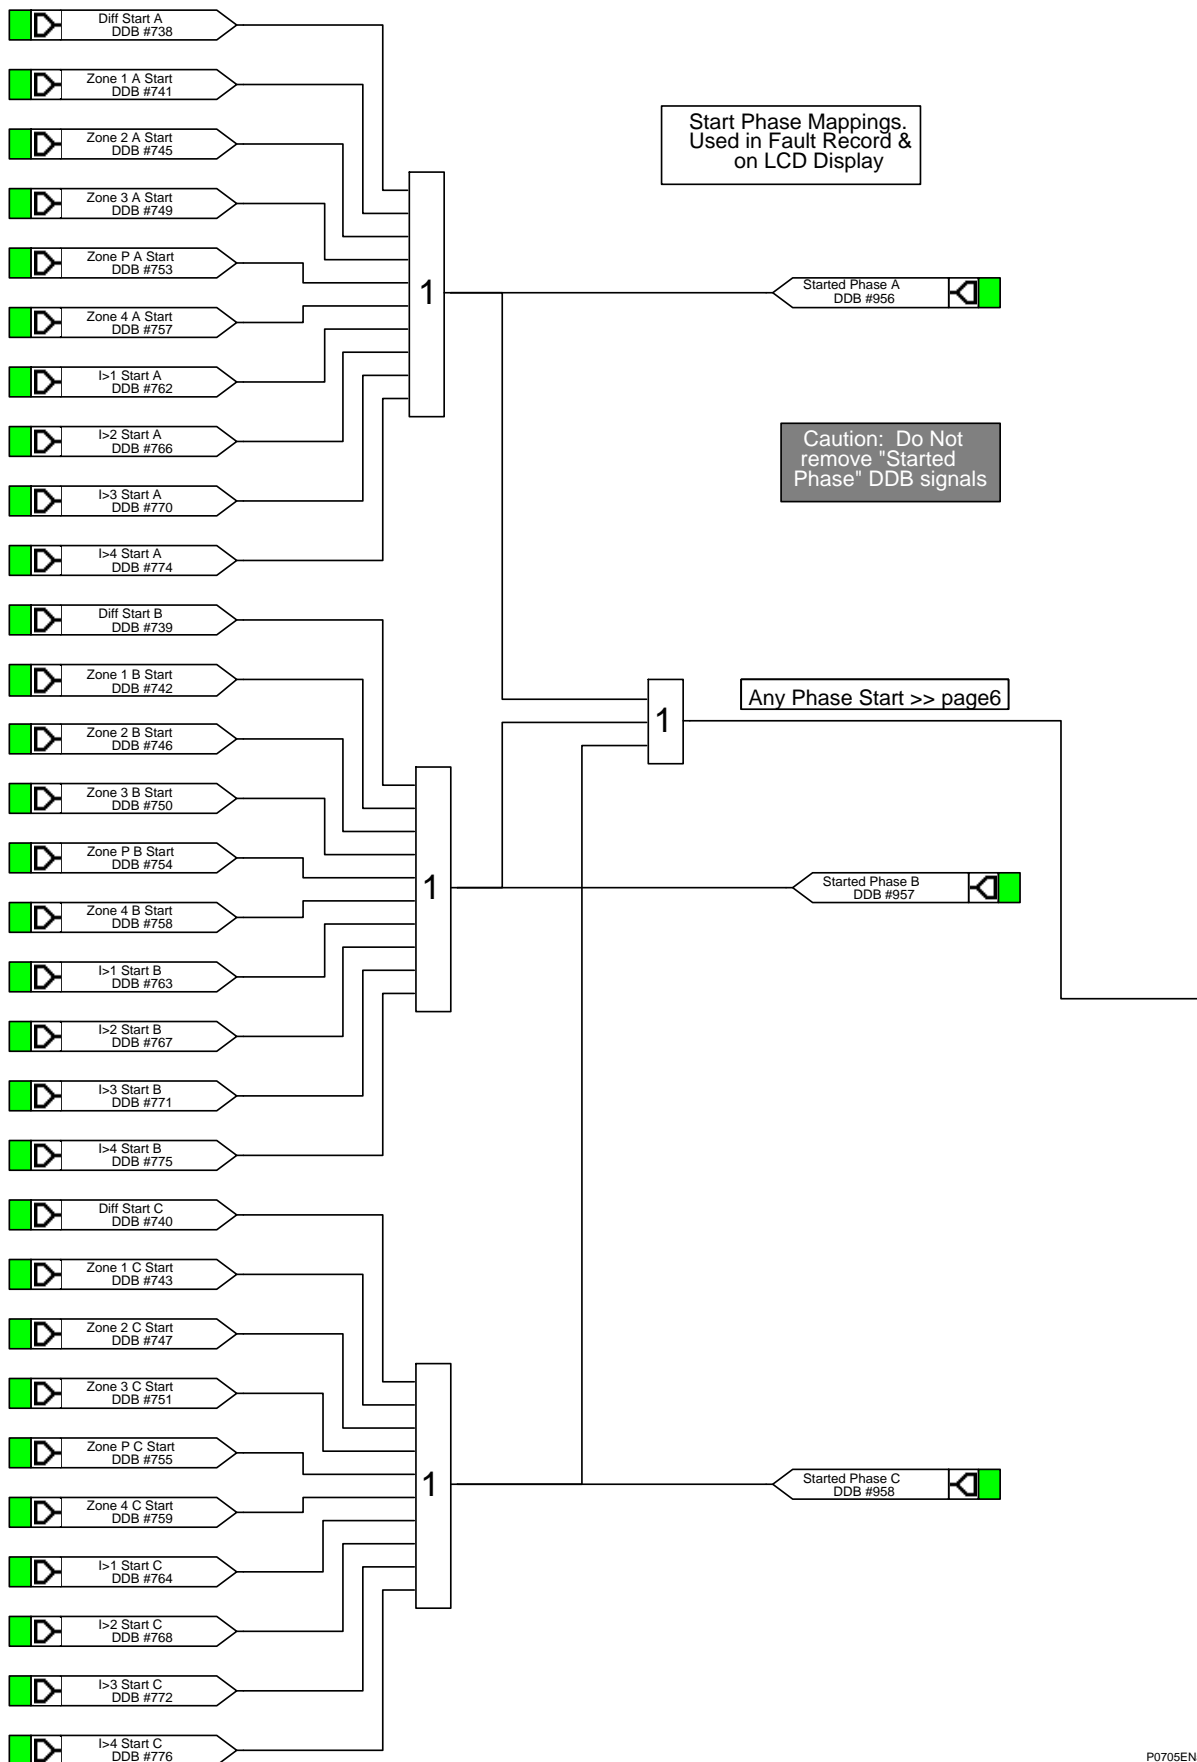 Diff Start A
DDB #738
Zone 1 A Start
DDB #741
Zone 2 A Start
DDB #745
Zone 3 A Start
DDB #749
Zone P A Start
DDB #753
Zone 4 A Start
DDB #757
I>1 Start A
DDB #762
I>2 Start A
DDB #766
I>3 Start A
DDB #770
I>4 Start A
DDB #774
1
Start Phase Mappings.
Used in Fault Record &
on LCD Display
Started Phase A
DDB #956
Caution: Do Not
remove "Started
Phase" DDB signals
Diff Start B
DDB #739
Zone 1 B Start
DDB #742
Zone 2 B Start
DDB #746
Zone 3 B Start
DDB #750
Zone P B Start
DDB #754
Zone 4 B Start
DDB #758
I>1 Start B
DDB #763
I>2 Start B
DDB #767
I>3 Start B
DDB #771
I>4 Start B
DDB #775
1
1
Any Phase Start >> page6
Started Phase B
DDB #957
Diff Start C
DDB #740
Zone 1 C Start
DDB #743
Zone 2 C Start
DDB #747
Zone 3 C Start
DDB #751
Zone P C Start
DDB #755
Zone 4 C Start
DDB #759
I>1 Start C
DDB #764
I>2 Start C
DDB #768
I>3 Start C
DDB #772
I>4 Start C
DDB #776
1
Started Phase C
DDB #958
P0705EN